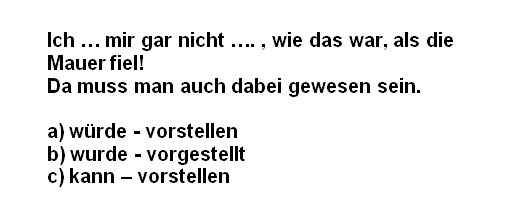 Ich ... mir gar nicht .... , wie das war, als die
Mauer fiel!
Da muss man auch dabei gewesen sein.
a) würde - vorstellen
b) wurde - vorgestellt
c) kann – vorstellen